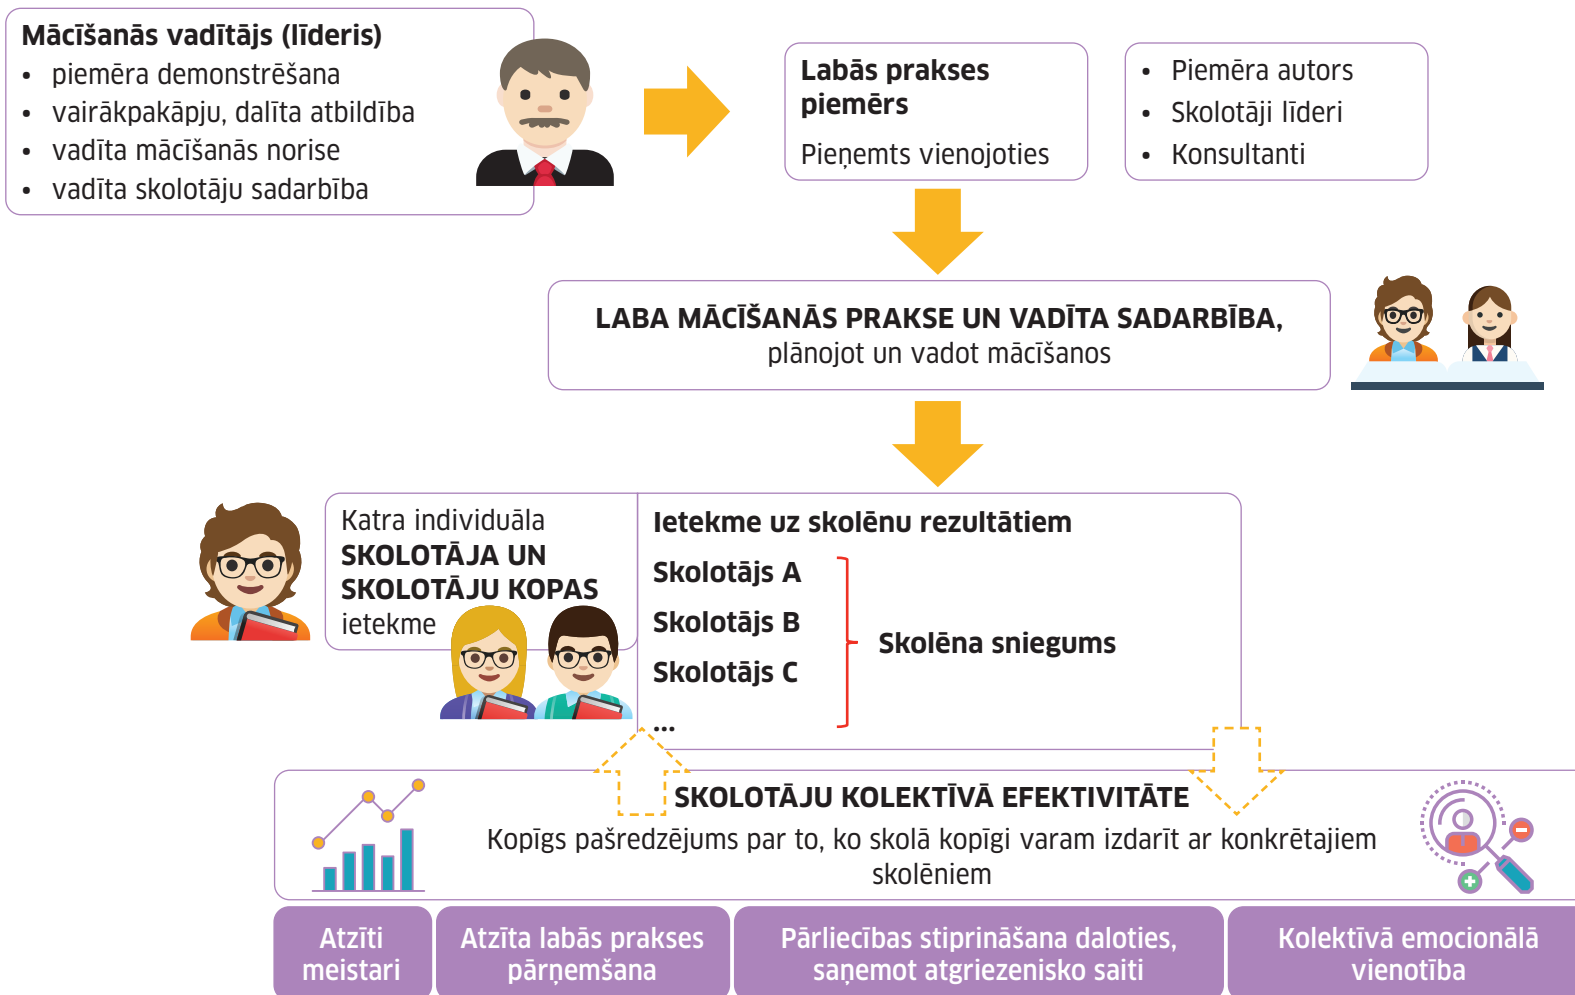 Mācīšanās vadītājs (līderis)
• piemēra demonstrēšana
• vairākpakāpju, dalīta atbildība
• vadīta mācīšanās norise
• vadīta skolotāju sadarbība
Labās prakses
piemērs
Pieņemts vienojoties
• Piemēra autors
• Skolotāji līderi
• Konsultanti
LABA MĀCĪŠANĀS PRAKSE UN VADĪTA SADARBĪBA,
plānojot un vadot mācīšanos
Katra individuāla
SKOLOTĀJA UN
SKOLOTĀJU KOPAS
ietekme
Ietekme uz skolēnu rezultātiem
Skolotājs A
Skolotājs B
Skolotājs C
...
Skolēna sniegums
SKOLOTĀJU KOLEKTĪVĀ EFEKTIVITĀTE
Kopīgs pašredzējums par to, ko skolā kopīgi varam izdarīt ar konkrētajiem
skolēniem
Atzīti
meistari
Atzīta labās prakses
pārņemšana
Pārliecības stiprināšana daloties,
saņemot atgriezenisko saiti
Kolektīvā emocionālā
vienotība